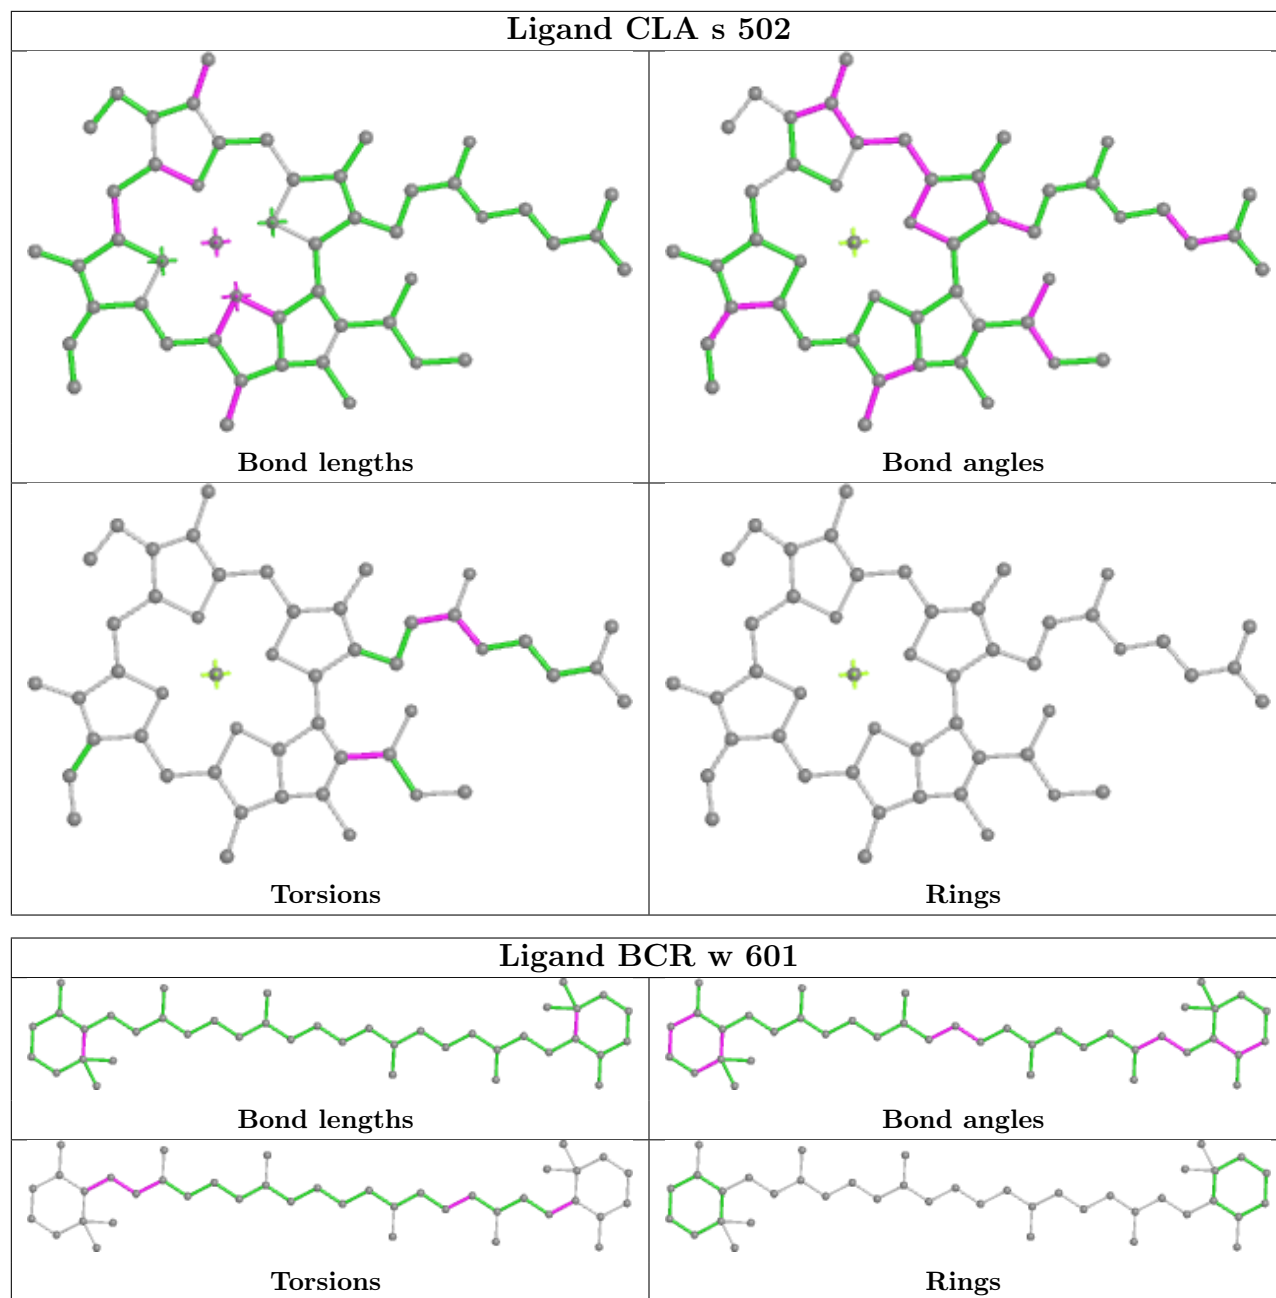 Ligand CLA s 502
Bond lengths
Bond angles
Torsions
Rings
Ligand BCR w 601
Bond lengths
Bond angles
Torsions
Rings